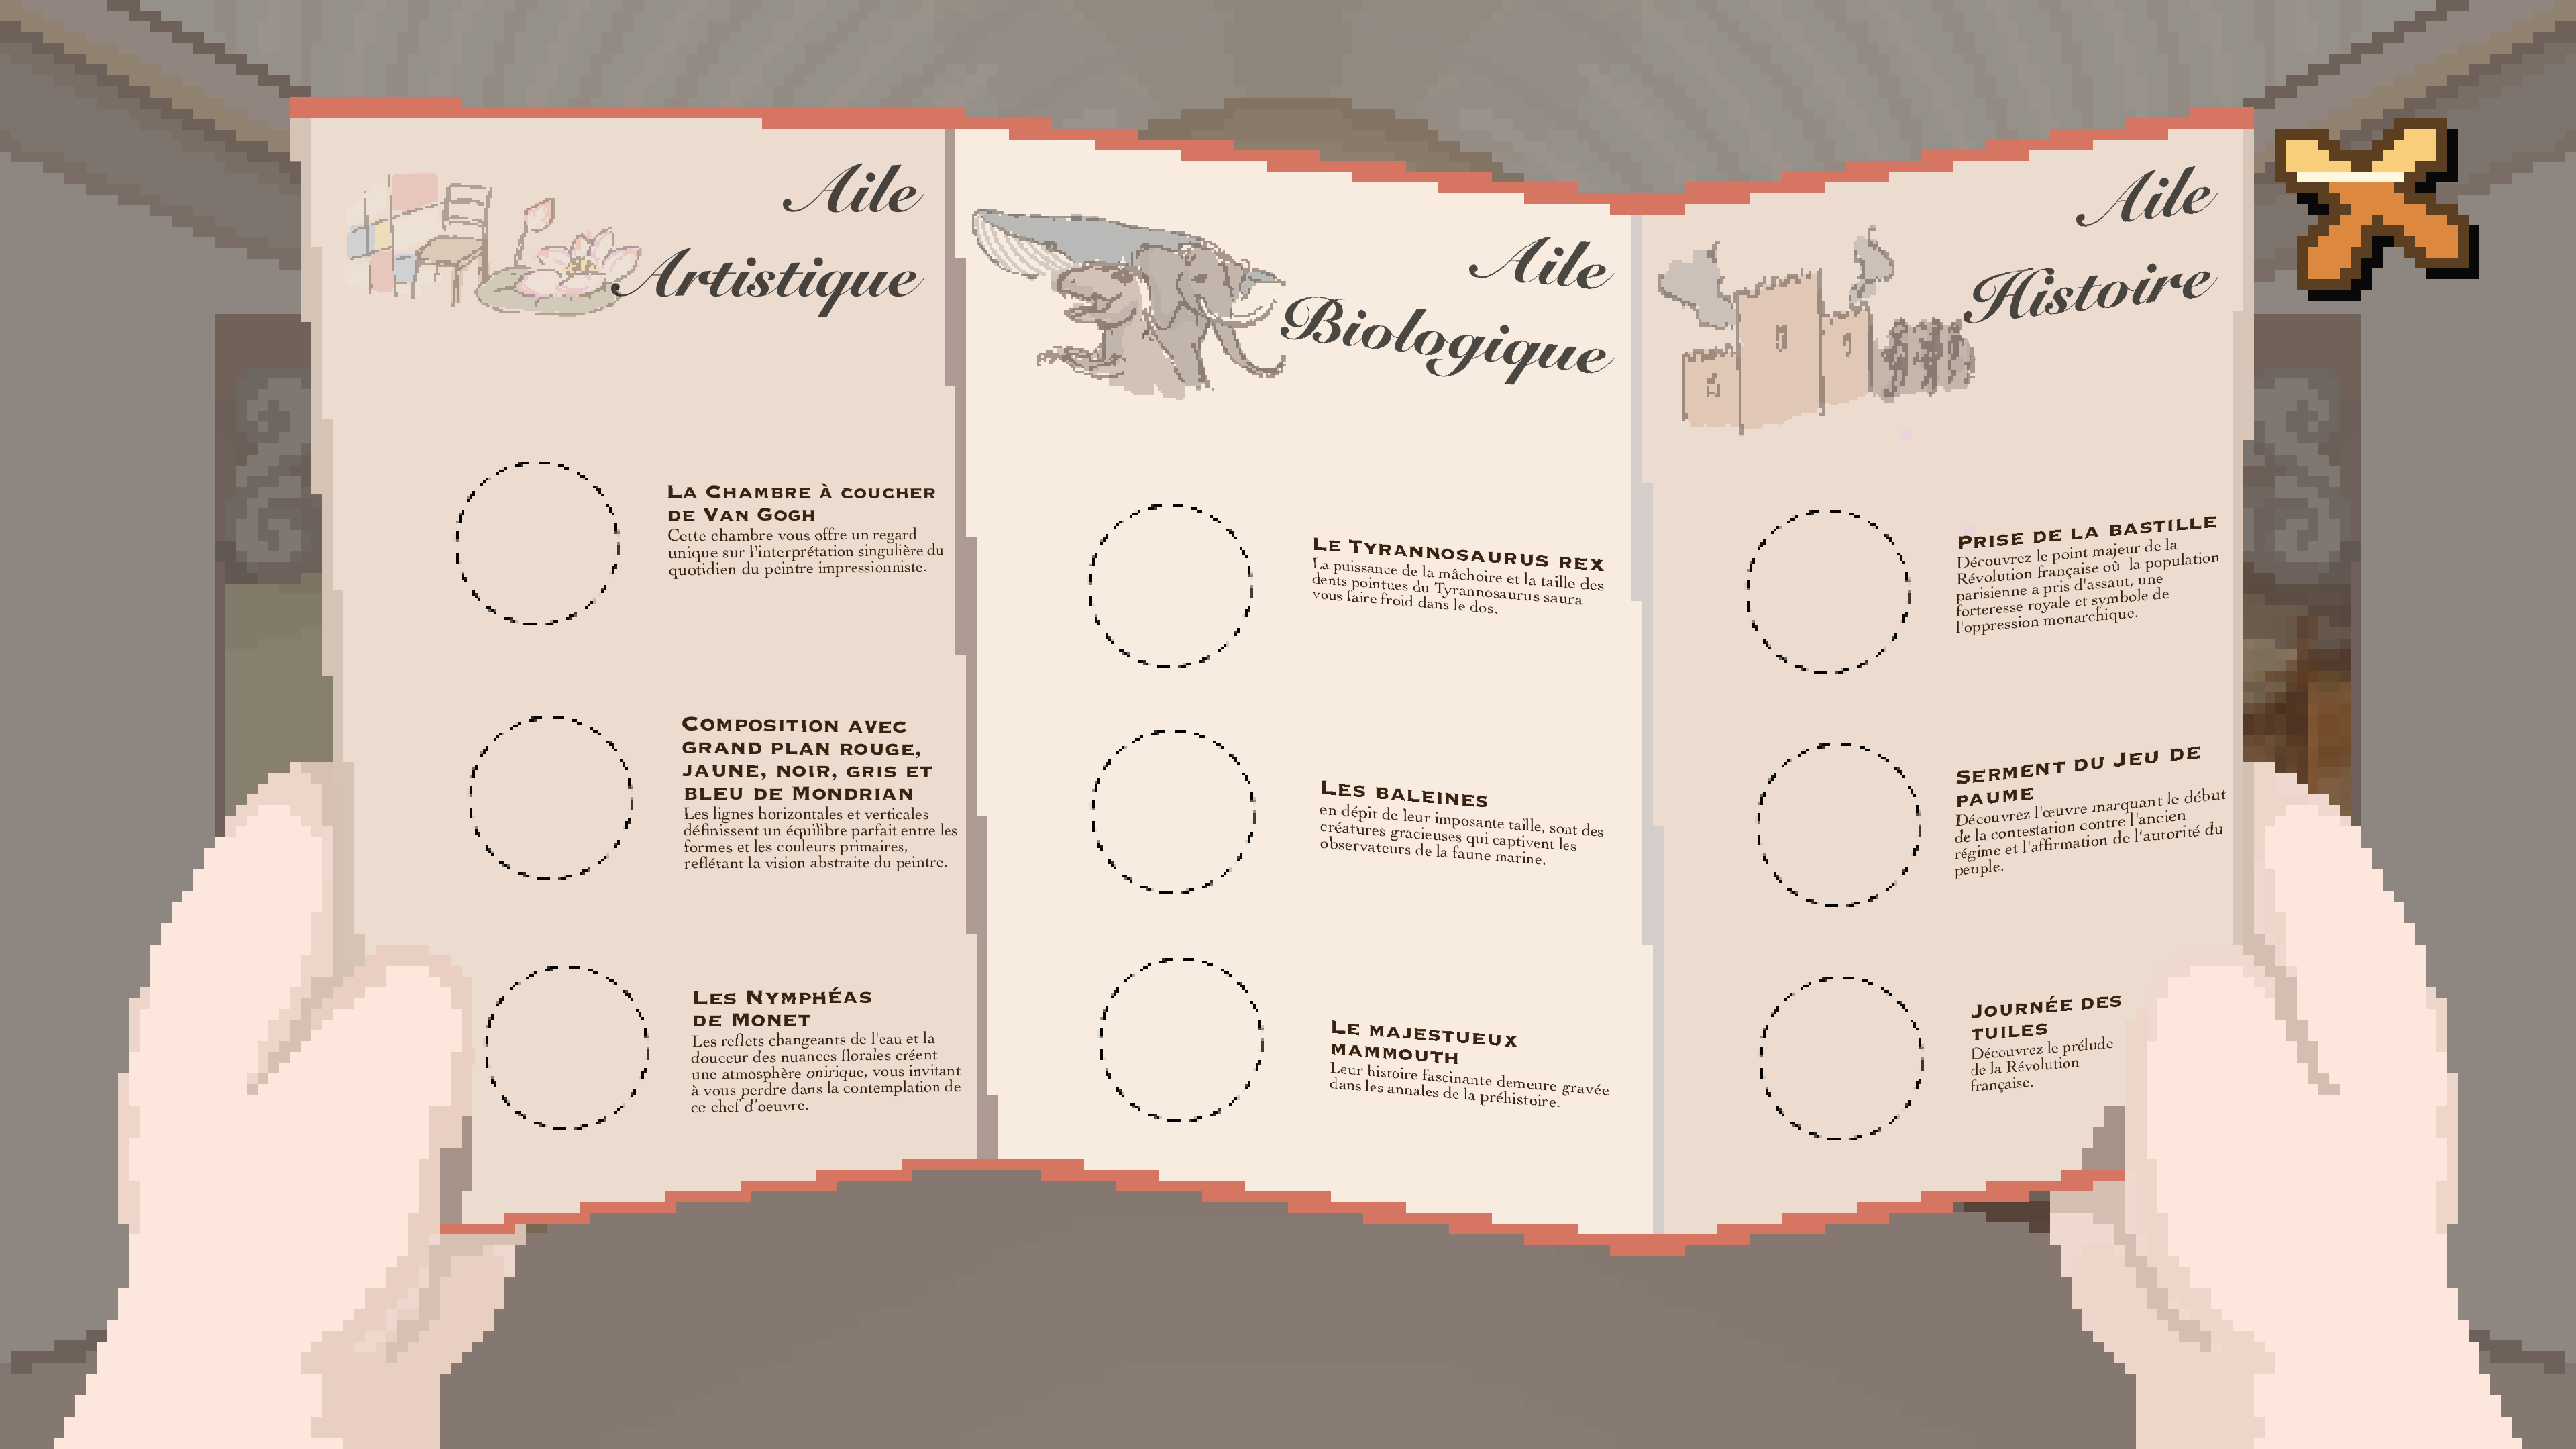 Aile
Artistique
La Chambre à coucher
de Van Gogh
Cette chambre vous offre un regard
unique sur l'interprétation singulière du
quotidien du peintre impressionniste.
Composition avec
grand plan rouge,
jaune, noir, gris et
bleu de Mondrian
Les lignes horizontales et verticales
définissent un équilibre parfait entre les
formes et les couleurs primaires,
reflétant la vision abstraite du peintre.
Les Nymphéas
de Monet
Les reflets changeants de l'eau et la
douceur des nuances florales créent
une atmosphère onirique, vous invitant
à vous perdre dans la contemplation de
ce chef d'oeuvre.
Aile
Biologique
Le Tyrannosaurus rex
La puissance de la mâchoire et la taille des
dents pointues du Tyrannosaurus saura
vous faire froid dans le dos.
Les baleines
en dépit de leur imposante taille, sont des
créatures gracieuses qui captivent les
observateurs de la faune marine.
Le majestueux
mammouth
Leur histoire fascinante demeure gravée
dans les annales de la préhistoire.
Aile
Histoire
Prise de la bastille
Découvrez le point majeur de la
Révolution française où la population
parisienne a pris d'assaut, une
forteresse royale et symbole de
l'oppression monarchique.
Serment du Jeu de
paume
Découvrez l'œuvre marquant le début
de la contestation contre l'ancien
régime et l'affirmation de l'autorité du
peuple.
Journée des
tuiles
Découvrez le prélude
de la Révolution
française.